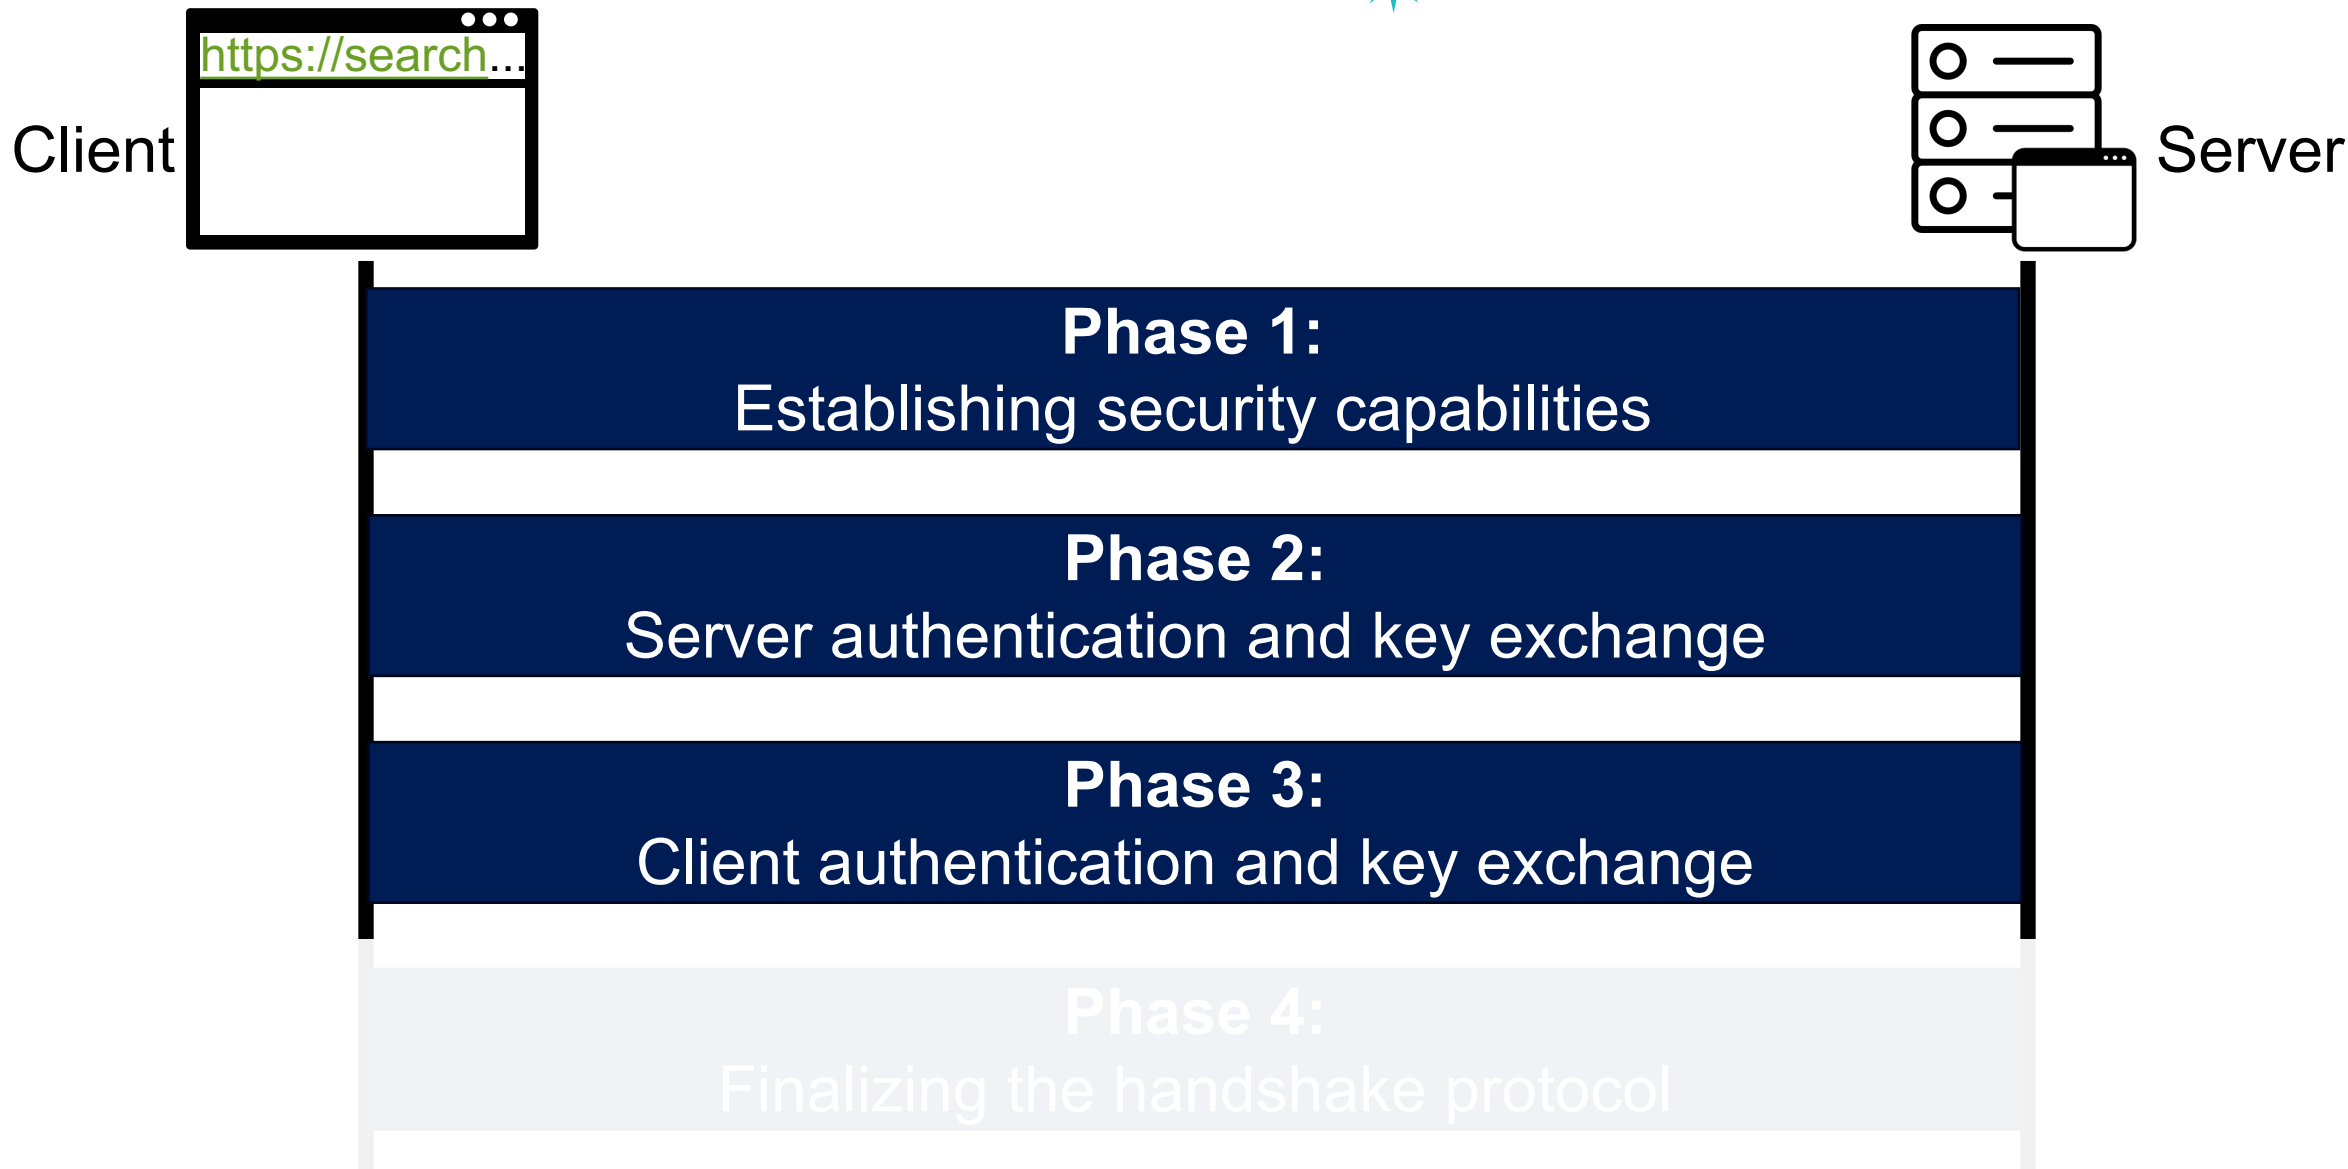 https://search...
Client
Server
Phase 1:
Establishing security capabilities
Phase 2:
Server authentication and key exchange
Phase 3:
Client authentication and key exchange
Phase 4:
Finalizing the handshake protocol